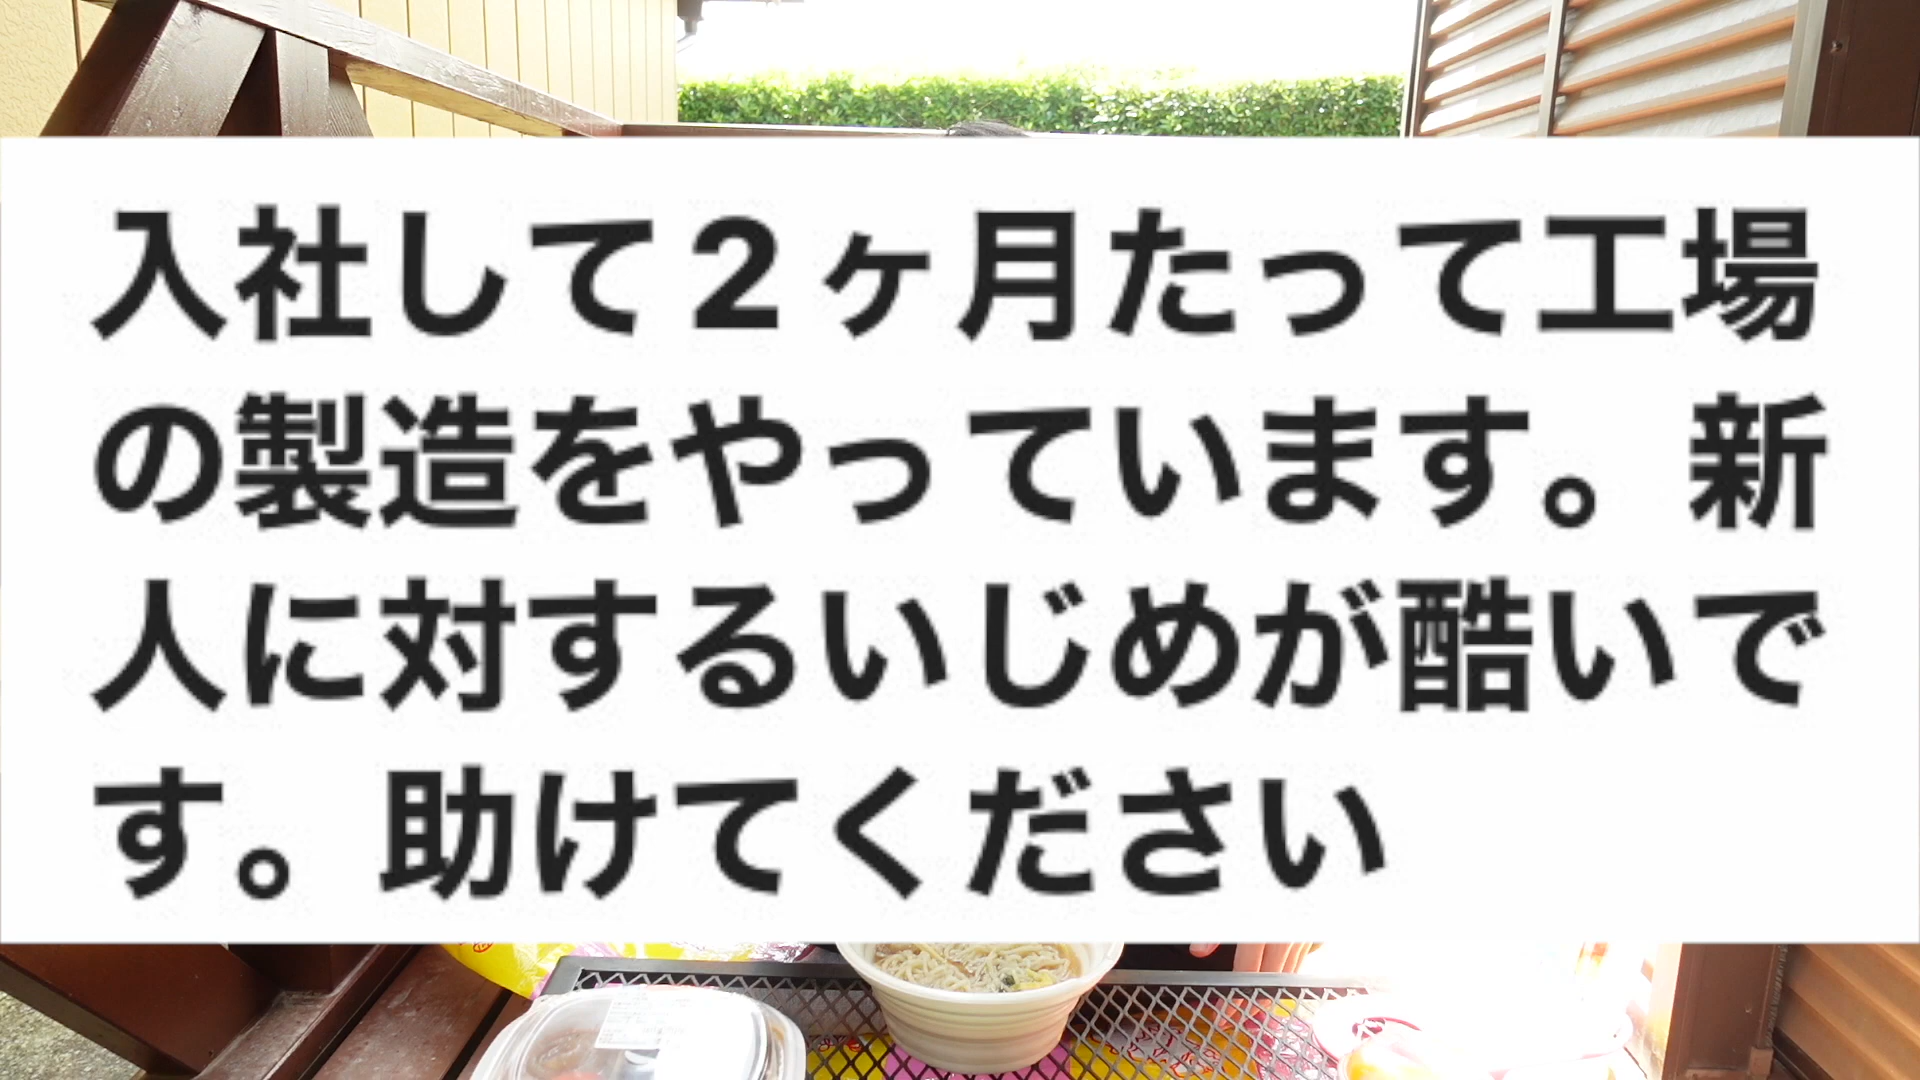 入社して2ヶ月たって工場
の製造をやっています。新
人に対するいじめが酷いで
す。助けてください